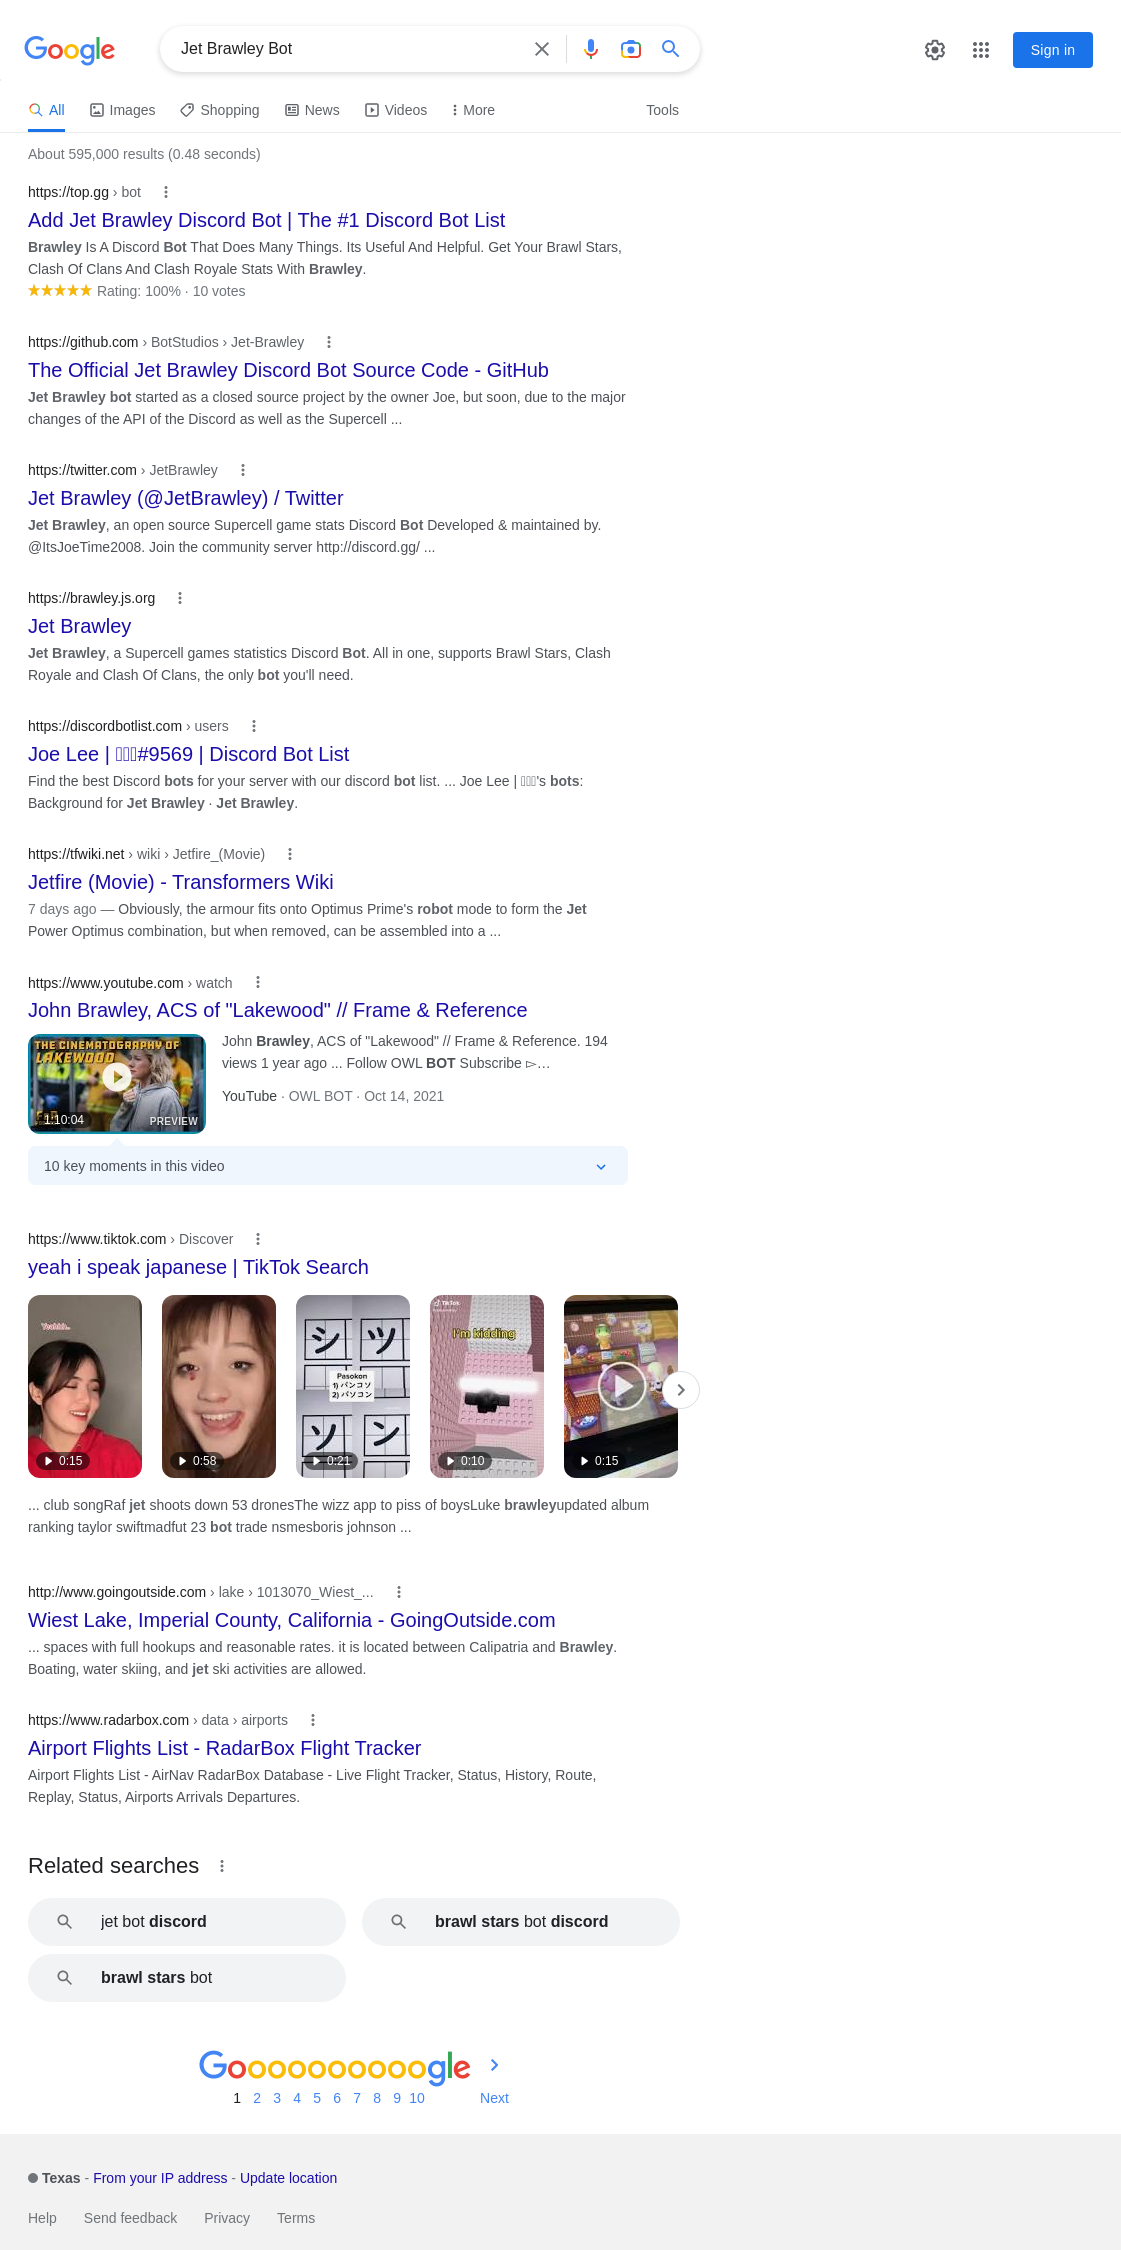 Google
Jet Brawley Bot
Sign in
All
Images
Shopping
News
Videos
More
Tools
About 595,000 results (0.48 seconds)
https://top.gg › bot
Add Jet Brawley Discord Bot | The #1 Discord Bot List
Brawley Is A Discord Bot That Does Many Things. Its Useful And Helpful. Get Your Brawl Stars,
Clash Of Clans And Clash Royale Stats With Brawley.
Rating: 100% · 10 votes
https://github.com › BotStudios › Jet-Brawley
The Official Jet Brawley Discord Bot Source Code - GitHub
Jet Brawley bot started as a closed source project by the owner Joe, but soon, due to the major
changes of the API of the Discord as well as the Supercell ...
https://twitter.com › JetBrawley
Jet Brawley (@JetBrawley) / Twitter
Jet Brawley, an open source Supercell game stats Discord Bot Developed & maintained by.
@ItsJoeTime2008. Join the community server http://discord.gg/ ...
https://brawley.js.org
Jet Brawley
Jet Brawley, a Supercell games statistics Discord Bot. All in one, supports Brawl Stars, Clash
Royale and Clash Of Clans, the only bot you'll need.
https://discordbotlist.com › users
Joe Lee | #9569 | Discord Bot List
Find the best Discord bots for your server with our discord bot list. ... Joe Lee | 's bots:
Background for Jet Brawley · Jet Brawley.
https://tfwiki.net › wiki › Jetfire_(Movie)
Jetfire (Movie) - Transformers Wiki
7 days ago — Obviously, the armour fits onto Optimus Prime's robot mode to form the Jet
Power Optimus combination, but when removed, can be assembled into a ...
https://www.youtube.com › watch
John Brawley, ACS of "Lakewood" // Frame & Reference
THE CINEMATOGRAPHY OF
LAKEWOOD
1:10:04
PREVIEW
John Brawley, ACS of "Lakewood" // Frame & Reference. 194
views 1 year ago ... Follow OWL BOT Subscribe ▻…
YouTube · OWL BOT · Oct 14, 2021
10 key moments in this video
https://www.tiktok.com › Discover
yeah i speak japanese | TikTok Search
Yeahhh..
0:15
0:58
シ ツ
Pasokon
1) パンコソ
2) パソコン
ソ ン
0:21
TikTok
I'm kidding
0:10
0:15
... club songRaf jet shoots down 53 dronesThe wizz app to piss of boysLuke brawleyupdated album
ranking taylor swiftmadfut 23 bot trade nsmesboris johnson ...
http://www.goingoutside.com › lake › 1013070_Wiest_...
Wiest Lake, Imperial County, California - GoingOutside.com
... spaces with full hookups and reasonable rates. it is located between Calipatria and Brawley.
Boating, water skiing, and jet ski activities are allowed.
https://www.radarbox.com › data › airports
Airport Flights List - RadarBox Flight Tracker
Airport Flights List - AirNav RadarBox Database - Live Flight Tracker, Status, History, Route,
Replay, Status, Airports Arrivals Departures.
Related searches
jet bot discord
brawl stars bot discord
brawl stars bot
Goooooooooogle
1 2 3 4 5 6 7 8 9 10 Next
Texas - From your IP address - Update location
Help Send feedback Privacy Terms